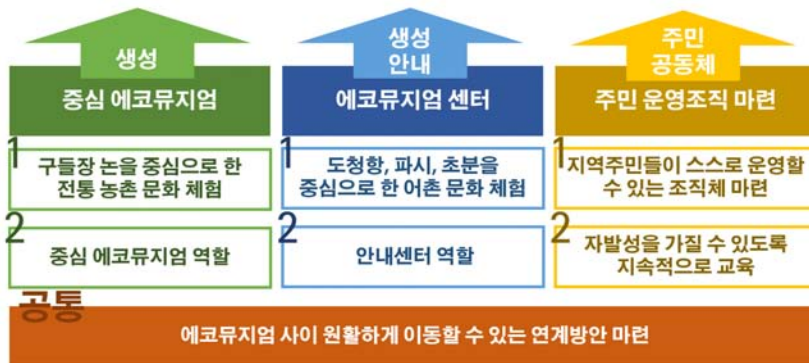 생성
중심 에코뮤지엄
1
구들장 논을 중심으로 한
전통 농촌 문화 체험
2
중심 에코뮤지엄 역할
생성
안내
에코뮤지엄 센터
1
도청항, 파시, 초분을
중심으로 한 어촌 문화 체험
2
안내센터 역할
주민
공동체
주민 운영조직 마련
1
지역주민들이 스스로 운영할
수 있는 조직체 마련
2
자발성을 가질 수 있도록
지속적으로 교육
공통
에코뮤지엄 사이 원활하게 이동할 수 있는 연계방안 마련